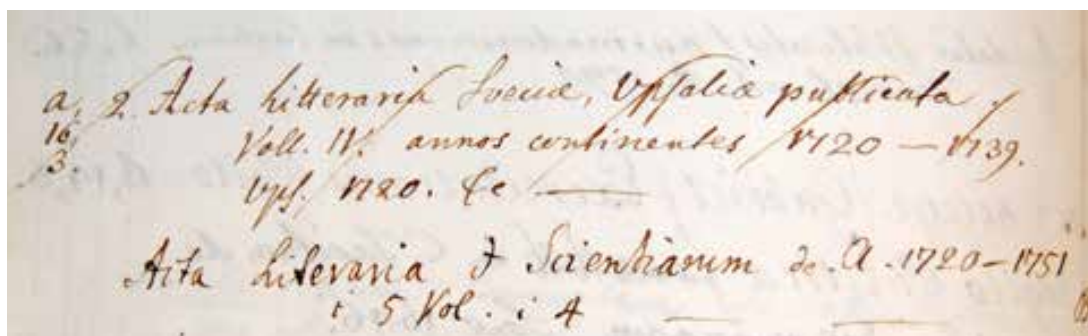 a, 2. Acta Litteraria Sveciæ, Upsaliæ publicata.
16, Voll. IV. annos continentes 1720 — 1739.
3. Ups. 1720. &c —
Acta Literaria & Scientiarum de A. 1720–1751
i 5 Vol. i 4 — —